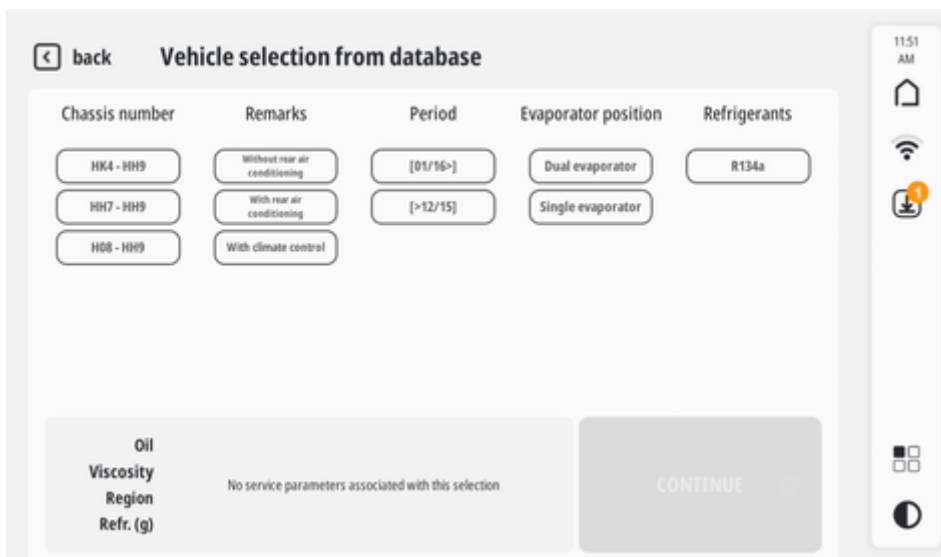 back Vehicle selection from database
11:51
AM
Chassis number Remarks Period Evaporator position Refrigerants
HK4 - HH9 Without rear air conditioning [01/16>] Dual evaporator R134a
HH7 - HH9 With rear air conditioning [>12/15] Single evaporator
H08 - HH9 With climate control
1
Oil
Viscosity
Region
Refr. (g)
No service parameters associated with this selection
CONTINUE